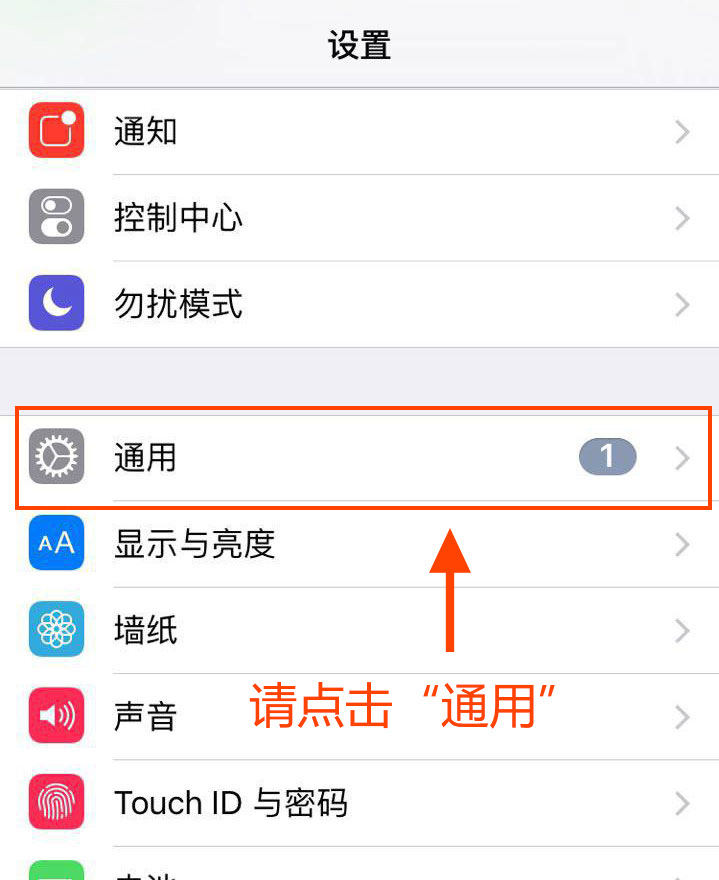 设置
通知
控制中心
勿扰模式
通用 1
AA 显示与亮度
墙纸
请点击“通用”
声音
Touch ID 与密码